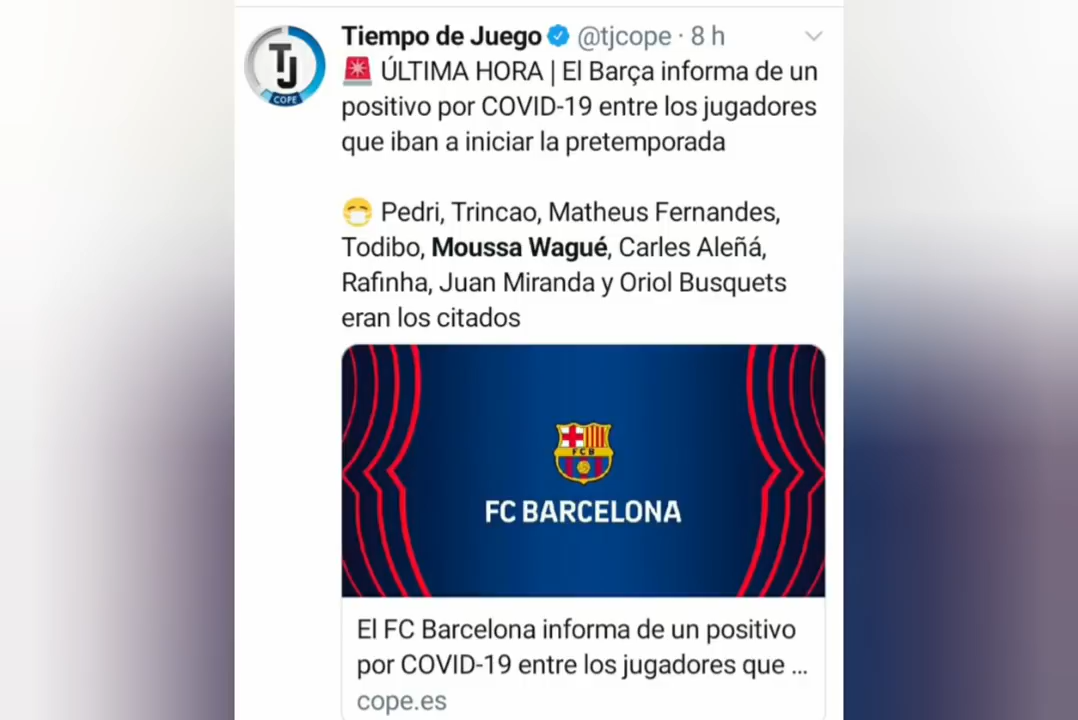 Tiempo de Juego @tjcope · 8 h
ÚLTIMA HORA | El Barça informa de un
positivo por COVID-19 entre los jugadores
que iban a iniciar la pretemporada
Pedri, Trincao, Matheus Fernandes,
Todibo, Moussa Wagué, Carles Aleñá,
Rafinha, Juan Miranda y Oriol Busquets
eran los citados
TJ
COPE
FCB
FC BARCELONA
El FC Barcelona informa de un positivo
por COVID-19 entre los jugadores que ...
cope.es